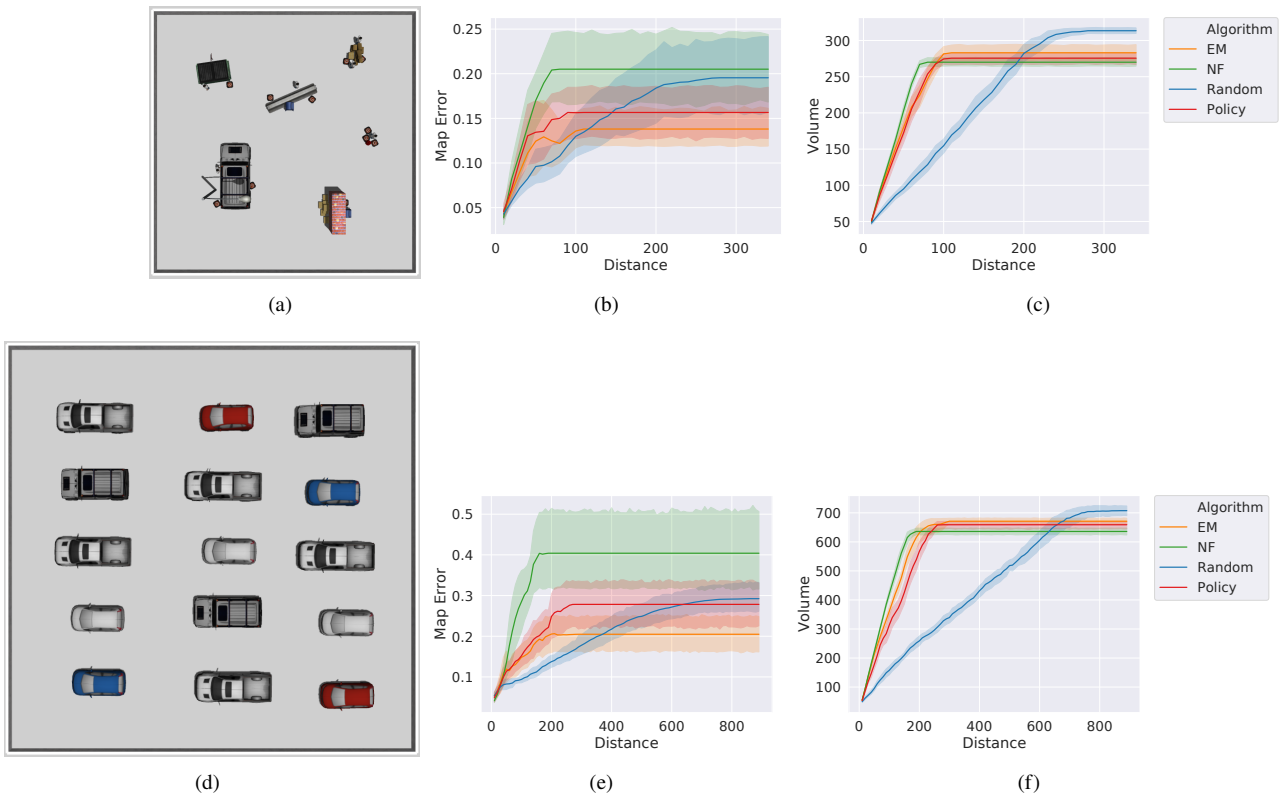 (a)
0.25
0.20
0.15
0.10
0.05
Map Error
0 100 200 300
Distance
(b)
300
250
200
150
100
50
Volume
0 100 200 300
Distance
(c)
Algorithm
EM
NF
Random
Policy
(d)
0.5
0.4
0.3
0.2
0.1
Map Error
0 200 400 600 800
Distance
(e)
700
600
500
400
300
200
100
Volume
0 200 400 600 800
Distance
(f)
Algorithm
EM
NF
Random
Policy